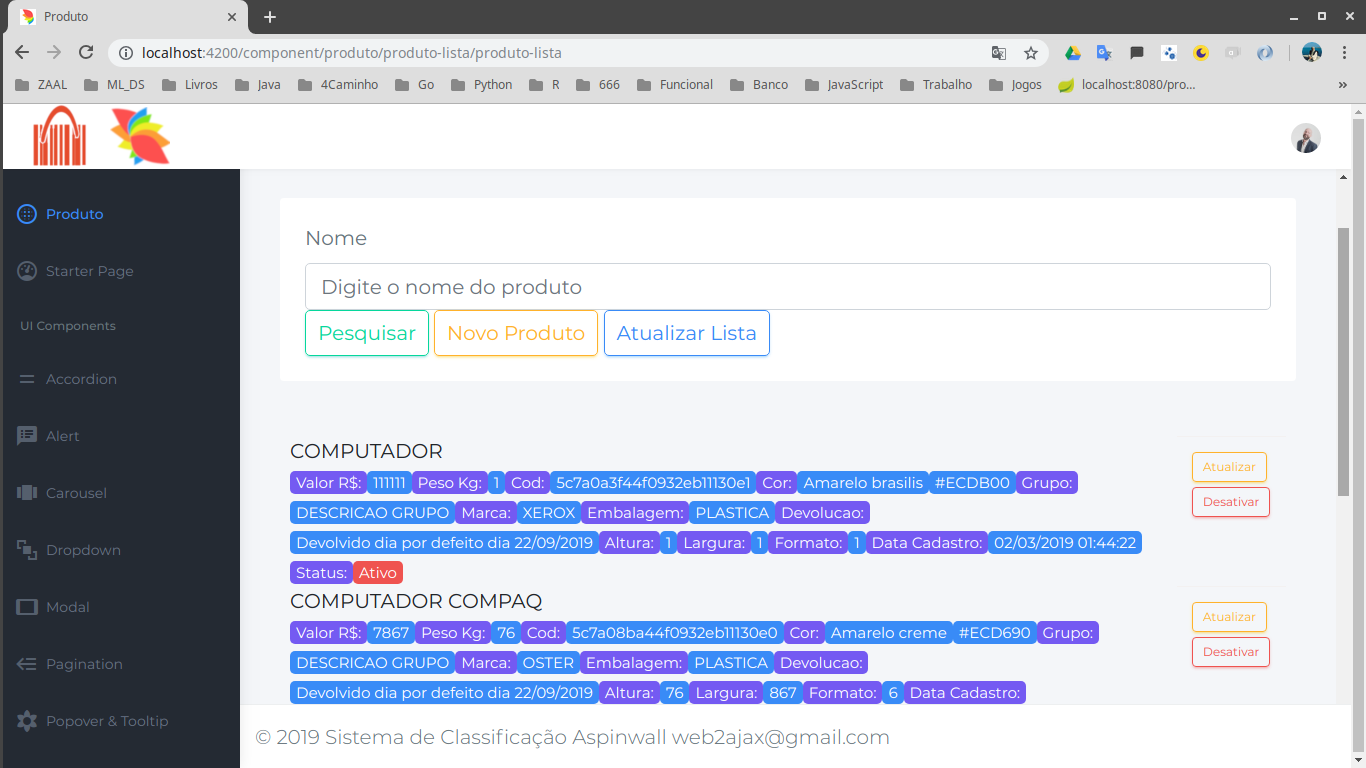 Produto
localhost:4200/component/produto/produto-lista/produto-lista
ZAAL ML_DS Livros Java 4Caminho Go Python R 666 Funcional Banco JavaScript Trabalho Jogos localhost:8080/pro... »
Produto
Starter Page
UI Components
Accordion
Alert
Carousel
Dropdown
Modal
Pagination
Popover & Tooltip
Nome
Digite o nome do produto
Pesquisar Novo Produto Atualizar Lista
COMPUTADOR
Valor R$: 111111 Peso Kg: 1 Cod: 5c7a0a3f44f0932eb11130e1 Cor: Amarelo brasilis #ECDB00 Grupo:
DESCRICAO GRUPO Marca: XEROX Embalagem: PLASTICA Devolucao:
Devolvido dia por defeito dia 22/09/2019 Altura: 1 Largura: 1 Formato: 1 Data Cadastro: 02/03/2019 01:44:22
Status: Ativo
Atualizar
Desativar
COMPUTADOR COMPAQ
Valor R$: 7867 Peso Kg: 76 Cod: 5c7a08ba44f0932eb11130e0 Cor: Amarelo creme #ECD690 Grupo:
DESCRICAO GRUPO Marca: OSTER Embalagem: PLASTICA Devolucao:
Devolvido dia por defeito dia 22/09/2019 Altura: 76 Largura: 867 Formato: 6 Data Cadastro:
Atualizar
Desativar
© 2019 Sistema de Classificação Aspinwall web2ajax@gmail.com